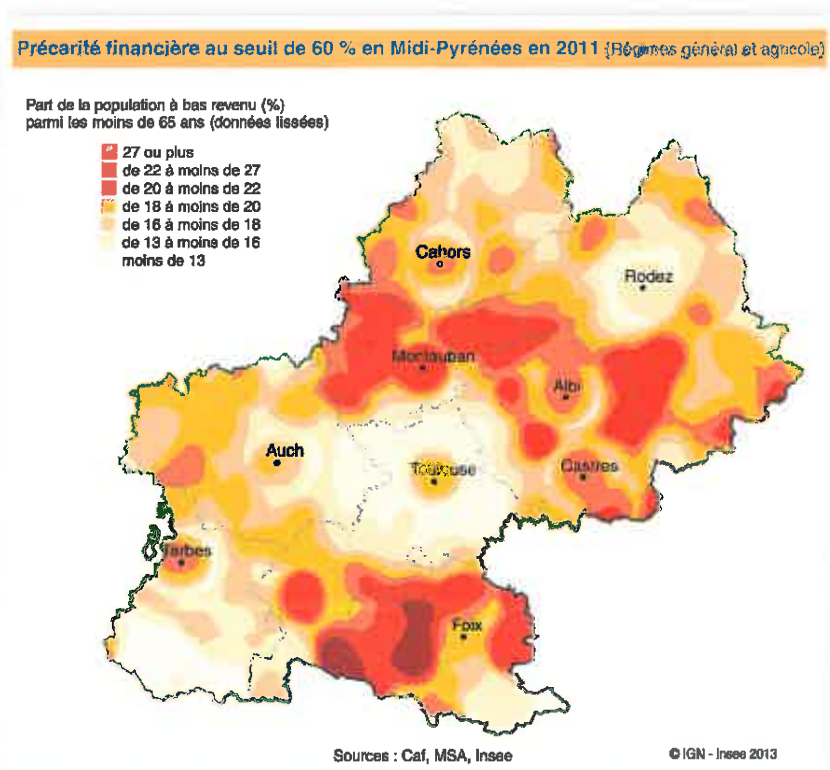 Précarité financière au seuil de 60 % en Midi-Pyrénées en 2011 (Régimes général et agricole)
Part de la population à bas revenu (%)
parmi les moins de 65 ans (données lissées)
27 ou plus
de 22 à moins de 27
de 20 à moins de 22
de 18 à moins de 20
de 16 à moins de 18
de 13 à moins de 16
moins de 13
Cahors
Rodez
Montauban
Albi
Auch
Toulouse
Castres
Tarbes
Foix
Sources : Caf, MSA, Insee
© IGN - Insee 2013